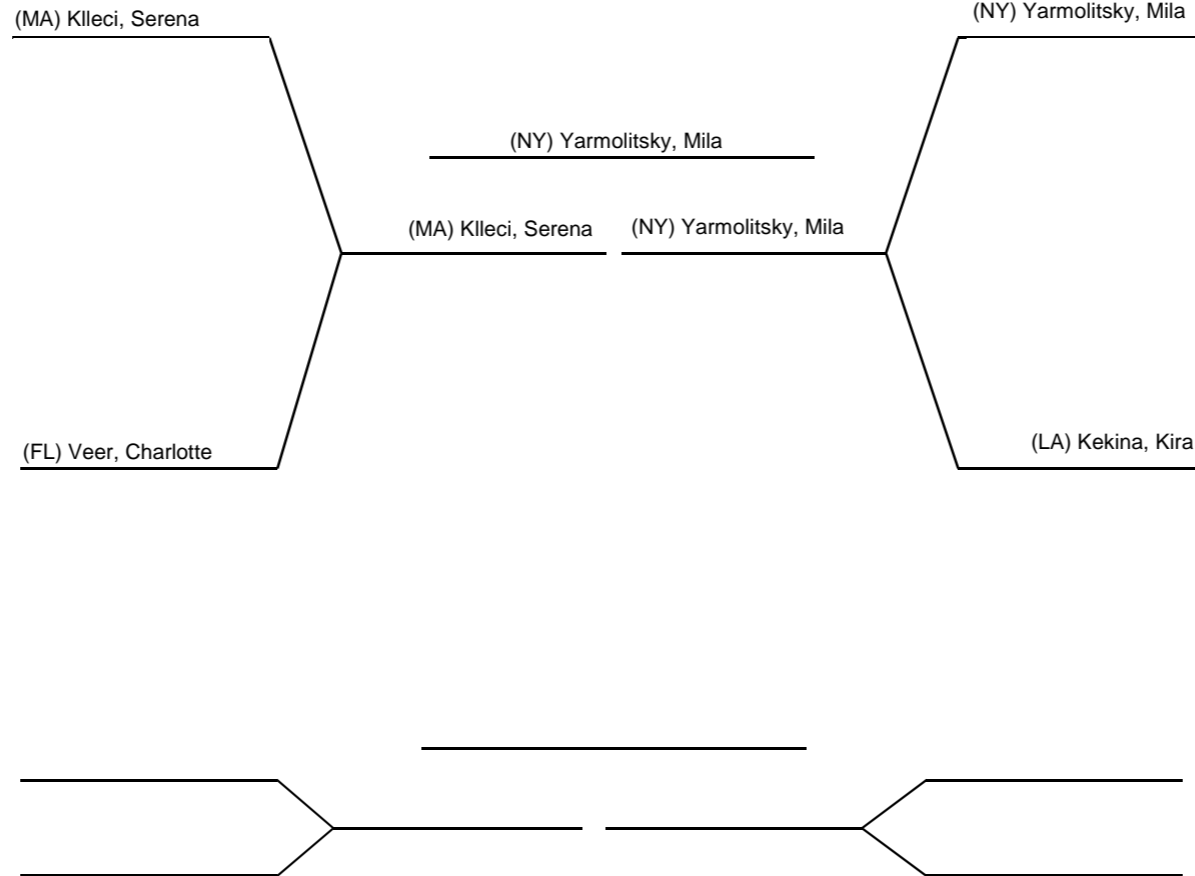 (MA) Klleci, Serena
(NY) Yarmolitsky, Mila
(NY) Yarmolitsky, Mila
(MA) Klleci, Serena
(NY) Yarmolitsky, Mila
(FL) Veer, Charlotte
(LA) Kekina, Kira